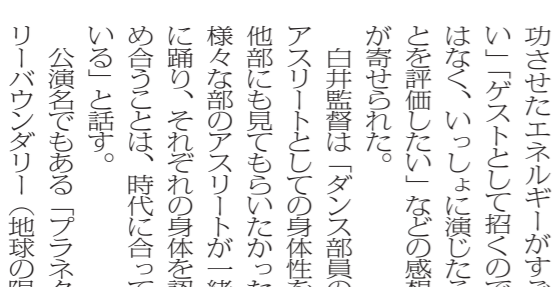 功させたエネルギーがすご
い」「ゲストとして招くので
はなく、いっしょに演じたこ
とを評価したい」などの感想
が寄せられた。
白井監督は「ダンス部員の
アスリートとしての身体性を
他部にも見てもらいたかった
様々な部のアスリートが一緒
に踊り、それぞれの身体を認
め合うことは、時代に合って
いる」と話す。
公演名でもある「プラネタ
リーバウンダリー（地球の限